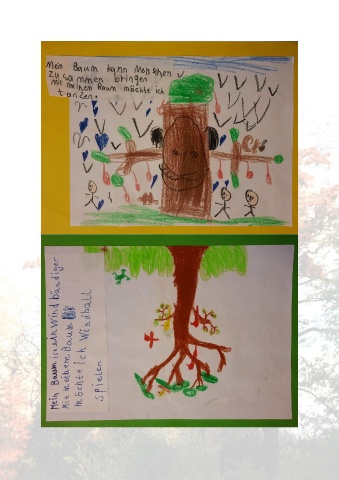 Mein Baum kann Menschen
zusammen bringen
Mit meinem Baum möchte ich
tanzen.
Mein Baum ist ein Windbändiger
Mit meinem Baum
möchte ich Windball
spielen